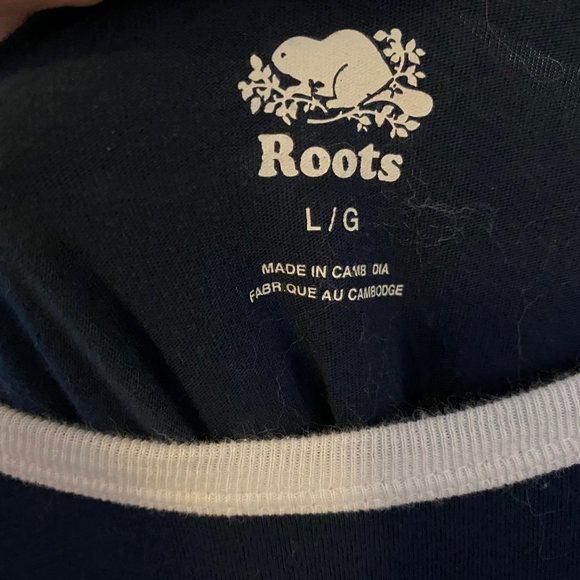 Roots
L/G
MADE IN CAMB DIA
FABR.QUE AU CAMBODGE